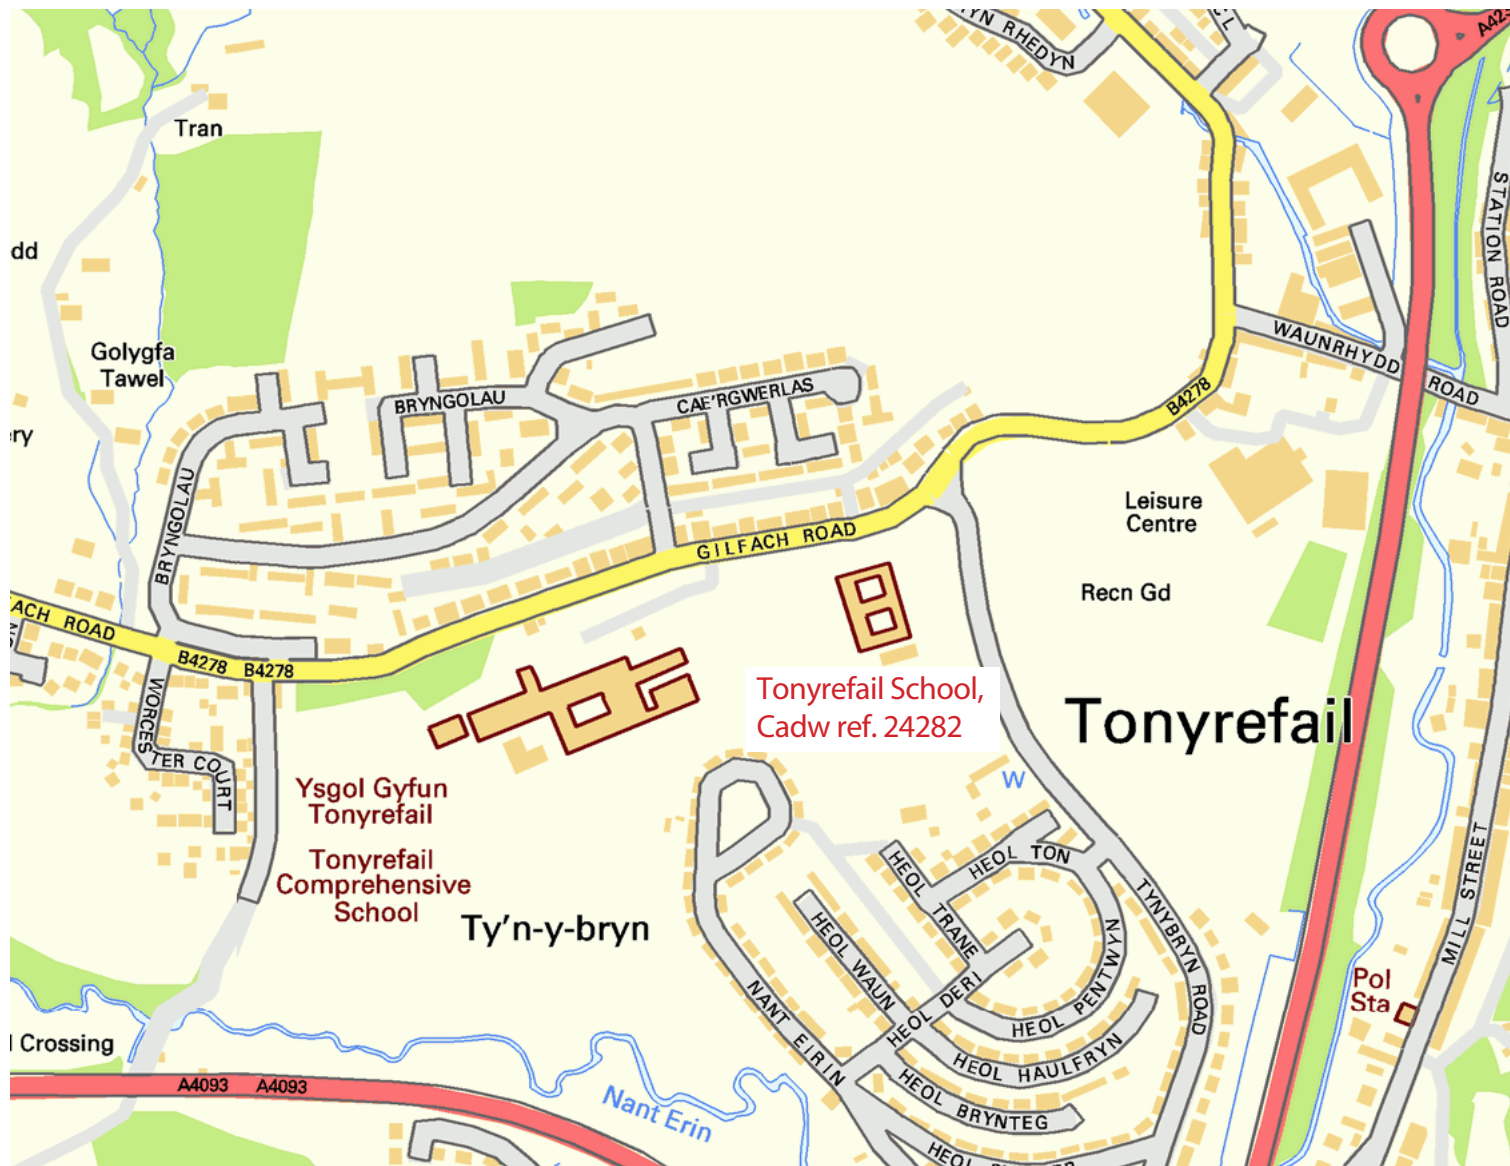 YN RHEDYN
CL
A42
Tran
STATION ROAD
dd
Golygfa
Tawel
WAUNRHYDD
ROAD
BRYNGOLAU
CAE'RGWERLAS
B4278
ry
BRYNGOLAU
Leisure
Centre
GILFACH ROAD
Recn Gd
ACH ROAD
B4278
B4278
WORCESTER COURT
Tonyrefail School,
Cadw ref. 24282
Tonyrefail
W
Ysgol Gyfun
Tonyrefail
Tonyrefail
Comprehensive
School
Ty'n-y-bryn
HEOL TON
HEOL TRANE
HEOL WAUN
HEOL DERI
HEOL PENTWYN
TYNYBRYN ROAD
MILL STREET
NANT EIRIN
HEOL HAULFRYN
HEOL BRYNTEG
HEOL
Pol
Sta
l Crossing
A4093
A4093
Nant Erin